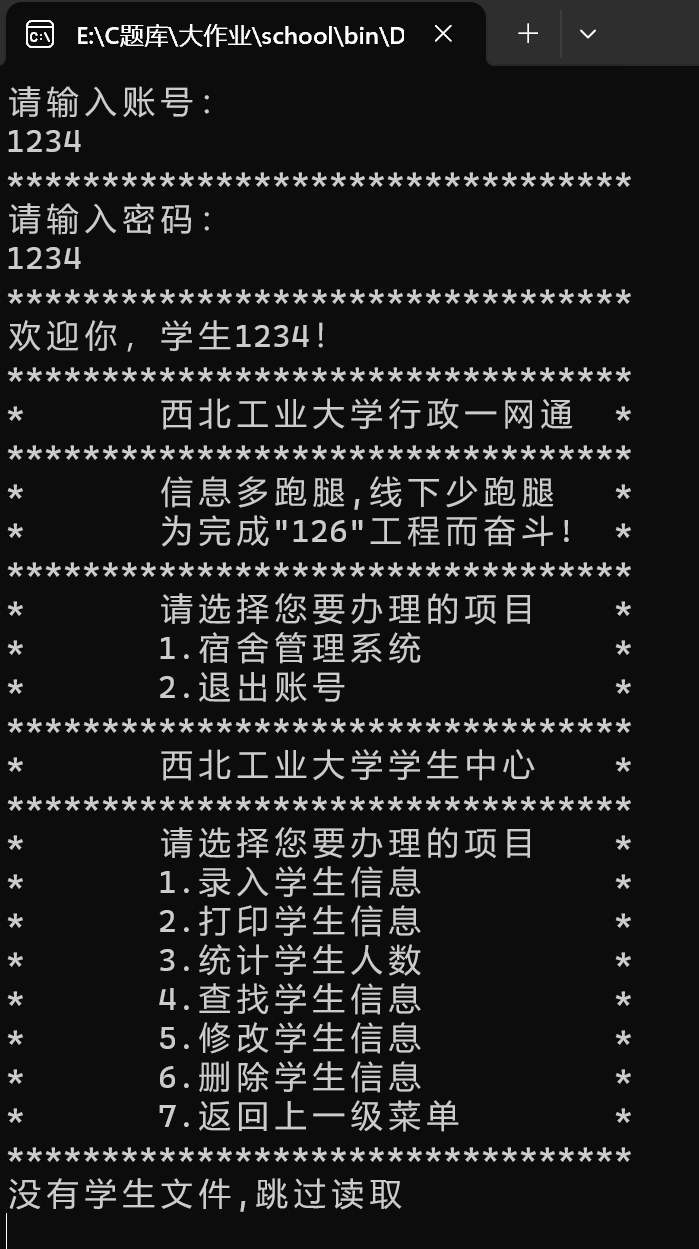 E:\C题库\大作业\school\bin\D
请输入账号：
1234
*********************************
请输入密码：
1234
*********************************
欢迎你，学生1234！
*********************************
*       西北工业大学行政一网通  *
*********************************
*       信息多跑腿,线下少跑腿   *
*       为完成"126"工程而奋斗！  *
*********************************
*       请选择您要办理的项目    *
*       1.宿舍管理系统          *
*       2.退出账号              *
*********************************
*       西北工业大学学生中心    *
*********************************
*       请选择您要办理的项目    *
*       1.录入学生信息          *
*       2.打印学生信息          *
*       3.统计学生人数          *
*       4.查找学生信息          *
*       5.修改学生信息          *
*       6.删除学生信息          *
*       7.返回上一级菜单        *
*********************************
没有学生文件,跳过读取